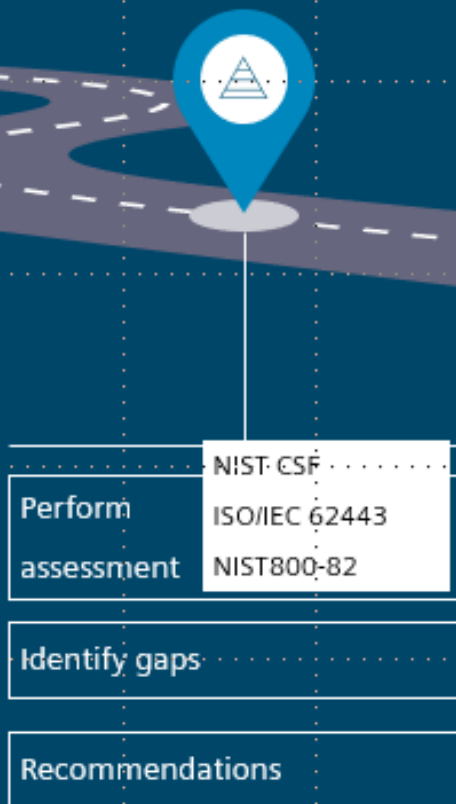 NIST CSF
ISO/IEC 62443
NIST800-82
Perform
assessment
Identify gaps
Recommendations